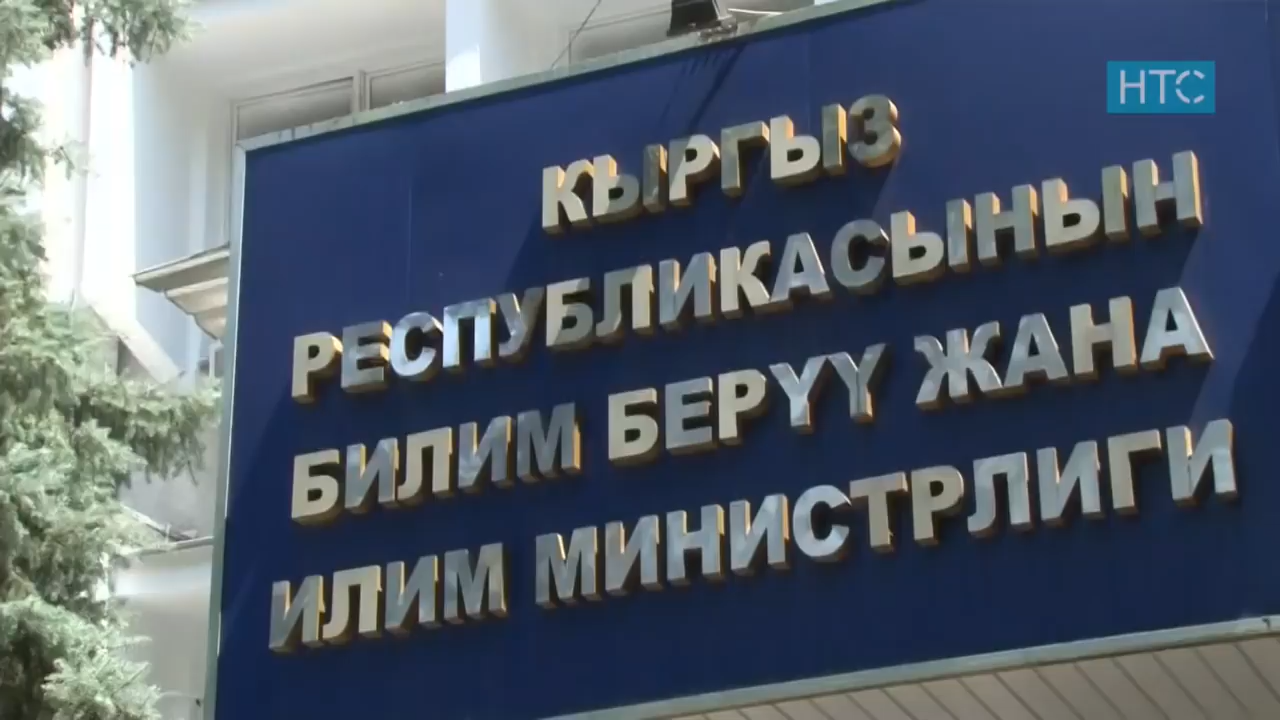 НТС
КЫРГЫЗ
РЕСПУБЛИКАСЫНЫН
БИЛИМ БЕРҮҮ ЖАНА
ИЛИМ МИНИСТРЛИГИ